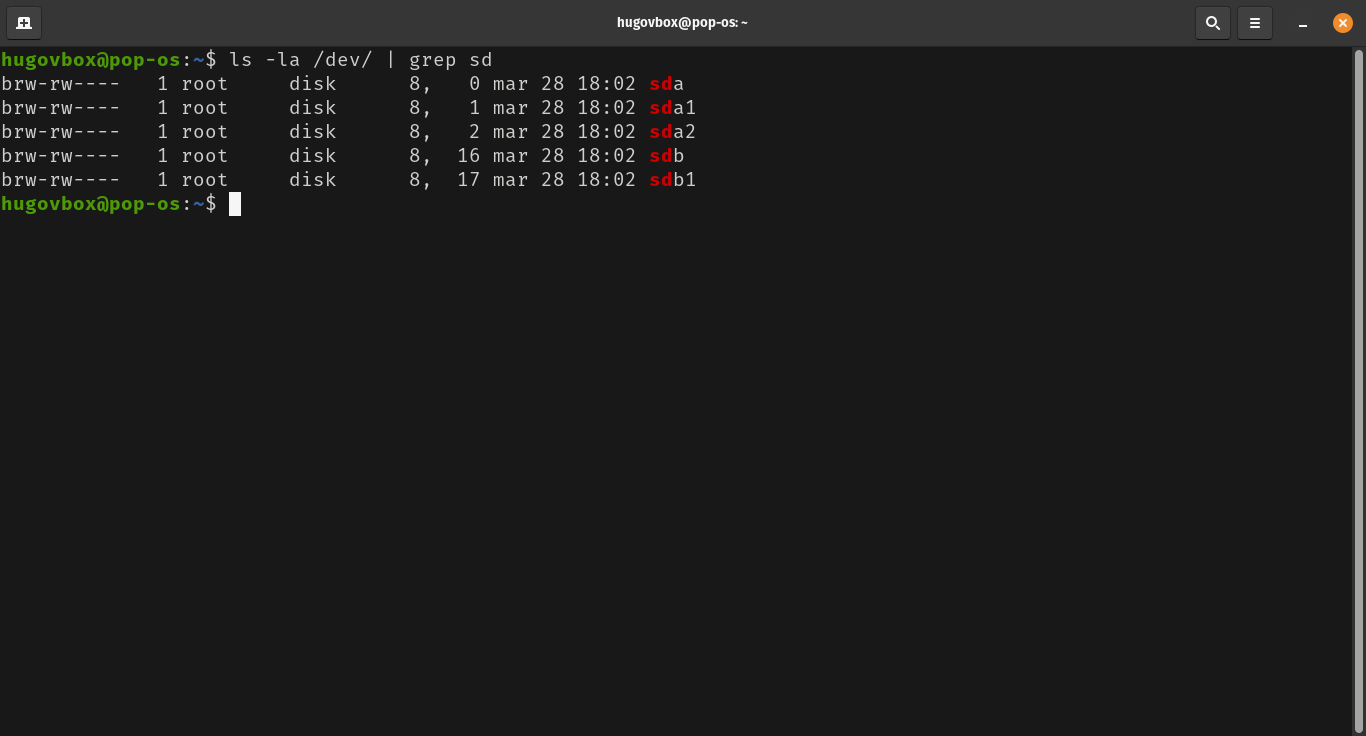 hugovbox@pop-os: ~
hugovbox@pop-os:~$ ls -la /dev/ | grep sd
brw-rw----   1 root     disk      8,   0 mar 28 18:02 sda
brw-rw----   1 root     disk      8,   1 mar 28 18:02 sda1
brw-rw----   1 root     disk      8,   2 mar 28 18:02 sda2
brw-rw----   1 root     disk      8,  16 mar 28 18:02 sdb
brw-rw----   1 root     disk      8,  17 mar 28 18:02 sdb1
hugovbox@pop-os:~$